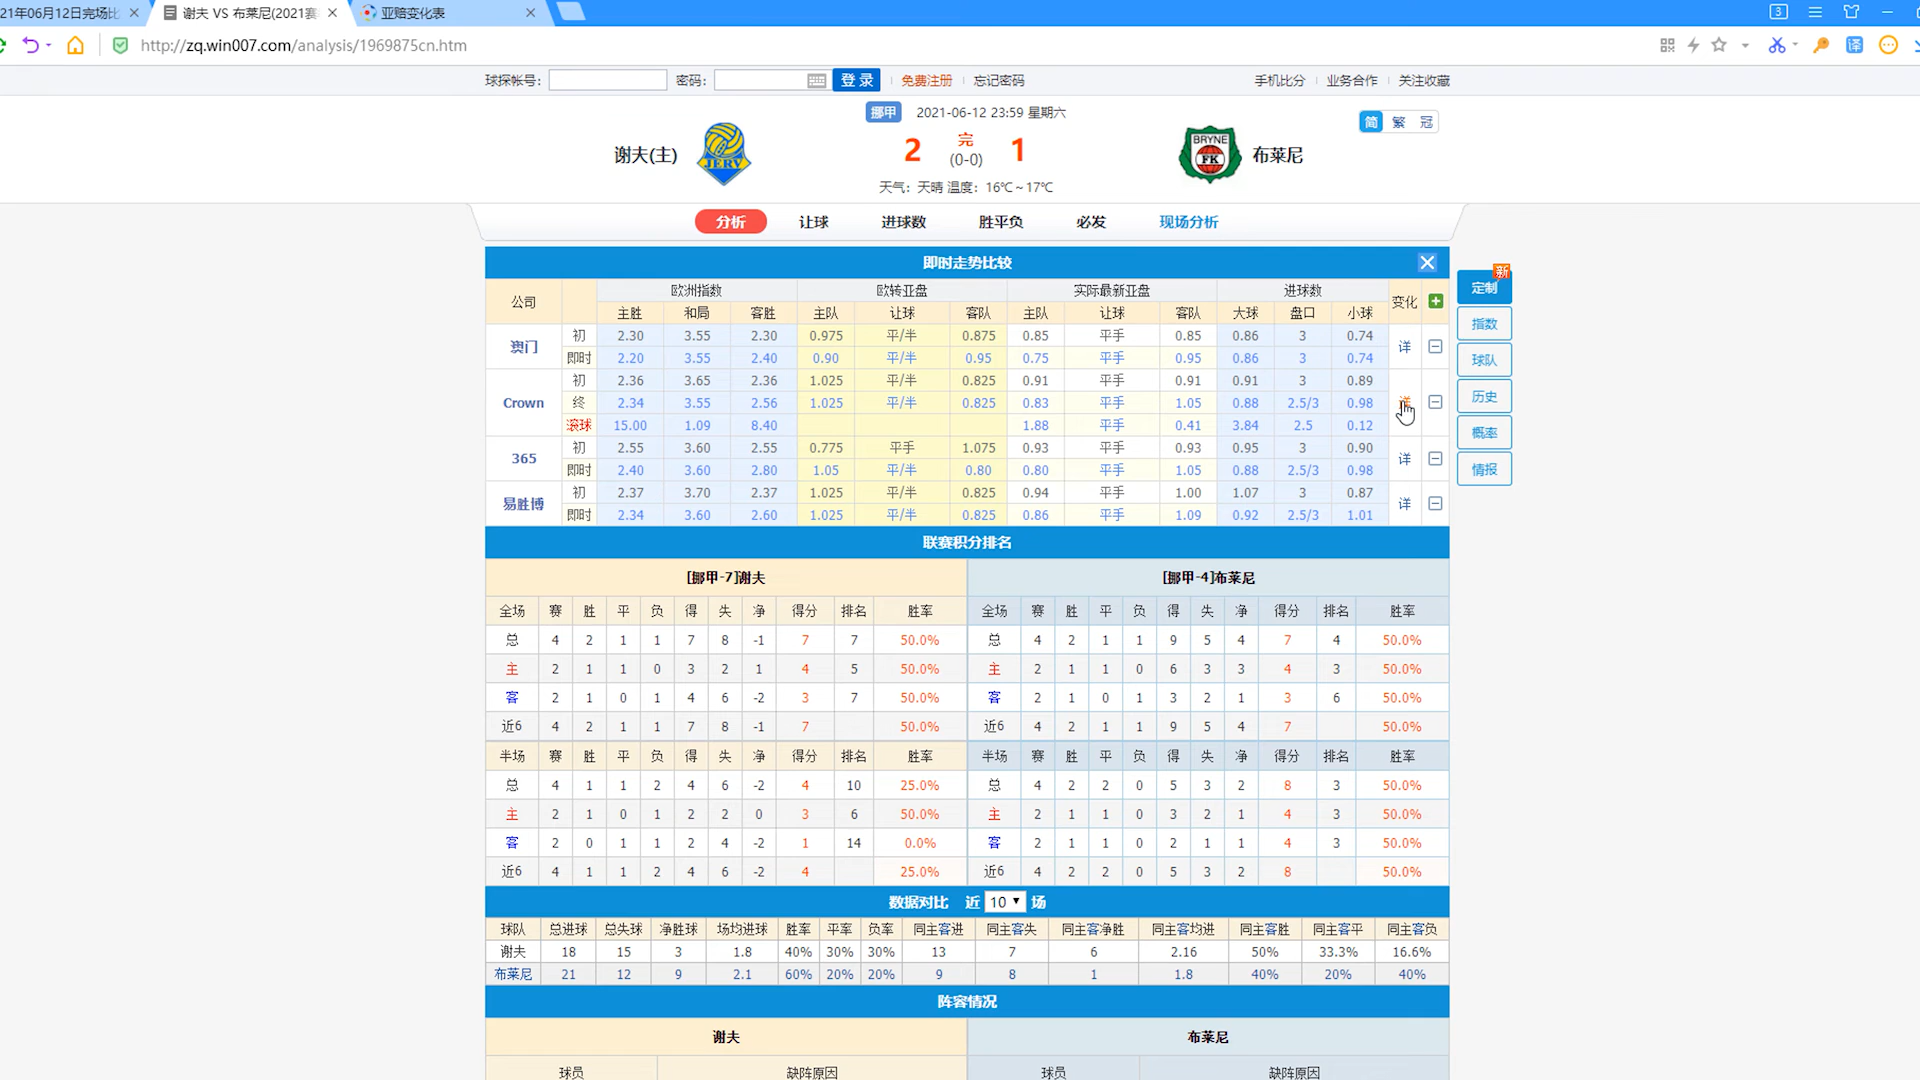 21年06月12日完场比
谢夫 VS 布莱尼(2021赛
亚赔变化表
3
http://zq.win007.com/analysis/1969875cn.htm
译
球探帐号:
密码:
登 录
免费注册
忘记密码
手机比分
业务合作
关注收藏
挪甲
2021-06-12 23:59 星期六
谢夫(主)
JERV
2 完 1
(0-0)
BRYNE
FK
布莱尼
简 繁 冠
天气: 天晴 温度: 16℃～17℃
分析 让球 进球数 胜平负 必发 现场分析
即时走势比较
新
定制
指数
球队
历史
概率
情报
公司 欧洲指数 欧转亚盘 实际最新亚盘 进球数 变化
主胜 和局 客胜 主队 让球 客队 主队 让球 客队 大球 盘口 小球
澳门 初 2.30 3.55 2.30 0.975 平/半 0.875 0.85 平手 0.85 0.86 3 0.74 详
即时 2.20 3.55 2.40 0.90 平/半 0.95 0.75 平手 0.95 0.86 3 0.74
Crown 初 2.36 3.65 2.36 1.025 平/半 0.825 0.91 平手 0.91 0.91 3 0.89
终 2.34 3.55 2.56 1.025 平/半 0.825 0.83 平手 1.05 0.88 2.5/3 0.98
滚球 15.00 1.09 8.40 1.88 平手 0.41 3.84 2.5 0.12
365 初 2.55 3.60 2.55 0.775 平手 1.075 0.93 平手 0.93 0.95 3 0.90 详
即时 2.40 3.60 2.80 1.05 平/半 0.80 0.80 平手 1.05 0.88 2.5/3 0.98
易胜博 初 2.37 3.70 2.37 1.025 平/半 0.825 0.94 平手 1.00 1.07 3 0.87 详
即时 2.34 3.60 2.60 1.025 平/半 0.825 0.86 平手 1.09 0.92 2.5/3 1.01
联赛积分排名
[挪甲-7]谢夫 [挪甲-4]布莱尼
全场 赛 胜 平 负 得 失 净 得分 排名 胜率 全场 赛 胜 平 负 得 失 净 得分 排名 胜率
总 4 2 1 1 7 8 -1 7 7 50.0% 总 4 2 1 1 9 5 4 7 4 50.0%
主 2 1 1 0 3 2 1 4 5 50.0% 主 2 1 1 0 6 3 3 4 3 50.0%
客 2 1 0 1 4 6 -2 3 7 50.0% 客 2 1 0 1 3 2 1 3 6 50.0%
近6 4 2 1 1 7 8 -1 7 50.0% 近6 4 2 1 1 9 5 4 7 50.0%
半场 赛 胜 平 负 得 失 净 得分 排名 胜率 半场 赛 胜 平 负 得 失 净 得分 排名 胜率
总 4 1 1 2 4 6 -2 4 10 25.0% 总 4 2 2 0 5 3 2 8 3 50.0%
主 2 1 0 1 2 2 0 3 6 50.0% 主 2 1 1 0 3 2 1 4 3 50.0%
客 2 0 1 1 2 4 -2 1 14 0.0% 客 2 1 1 0 2 1 1 4 3 50.0%
近6 4 1 1 2 4 6 -2 4 25.0% 近6 4 2 2 0 5 3 2 8 50.0%
数据对比 近 10 场
球队 总进球 总失球 净胜球 场均进球 胜率 平率 负率 同主客进 同主客失 同主客净胜 同主客均进 同主客胜 同主客平 同主客负
谢夫 18 15 3 1.8 40% 30% 30% 13 7 6 2.16 50% 33.3% 16.6%
布莱尼 21 12 9 2.1 60% 20% 20% 9 8 1 1.8 40% 20% 40%
阵容情况
谢夫 布莱尼
球员 缺阵原因 球员 缺阵原因